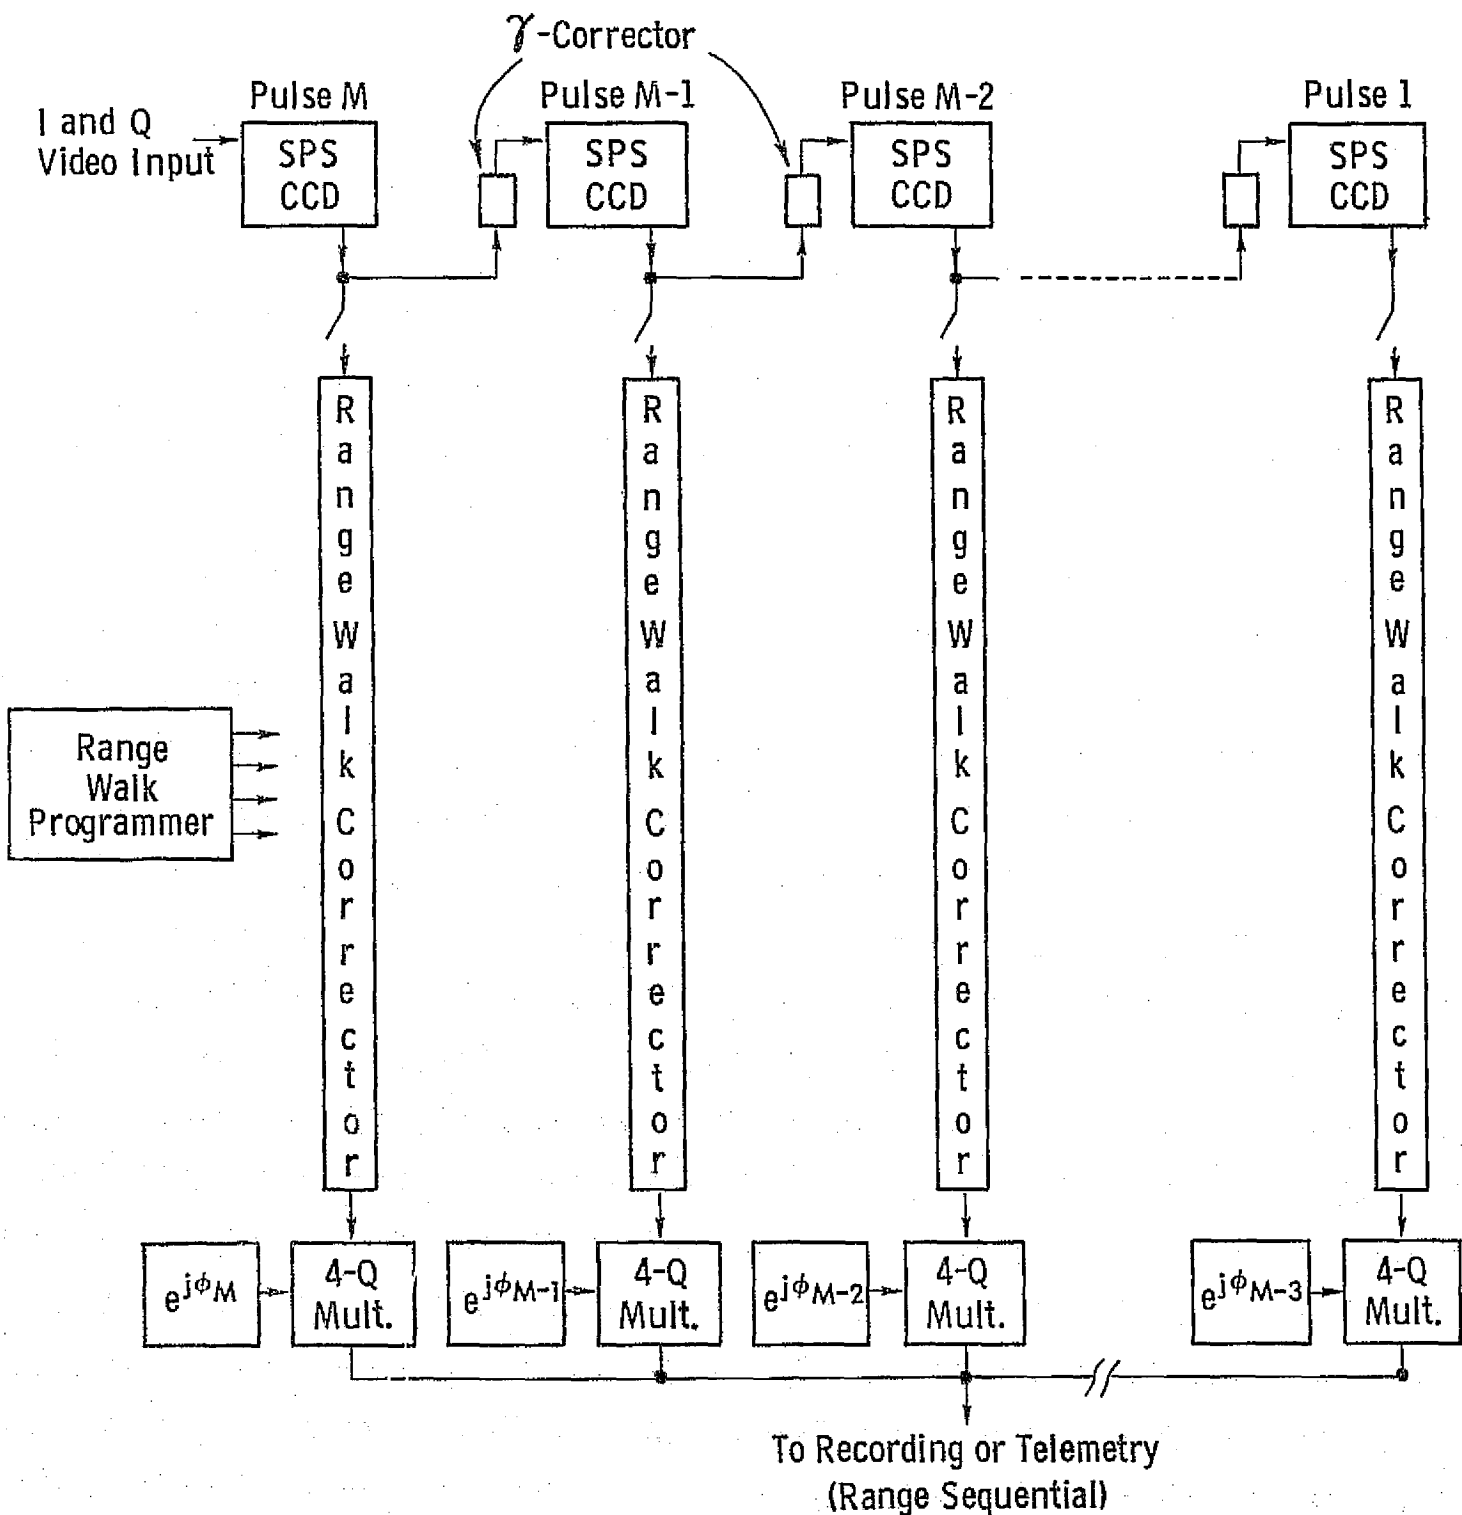 γ-Corrector
Pulse M
Pulse M-1
Pulse M-2
Pulse 1
I and Q
Video Input
SPS
CCD
SPS
CCD
SPS
CCD
SPS
CCD
Range Walk Corrector
Range Walk Corrector
Range Walk Corrector
Range Walk Corrector
Range
Walk
Programmer
e^jϕM
4-Q
Mult.
e^jϕM-1
4-Q
Mult.
e^jϕM-2
4-Q
Mult.
e^jϕM-3
4-Q
Mult.
To Recording or Telemetry
(Range Sequential)